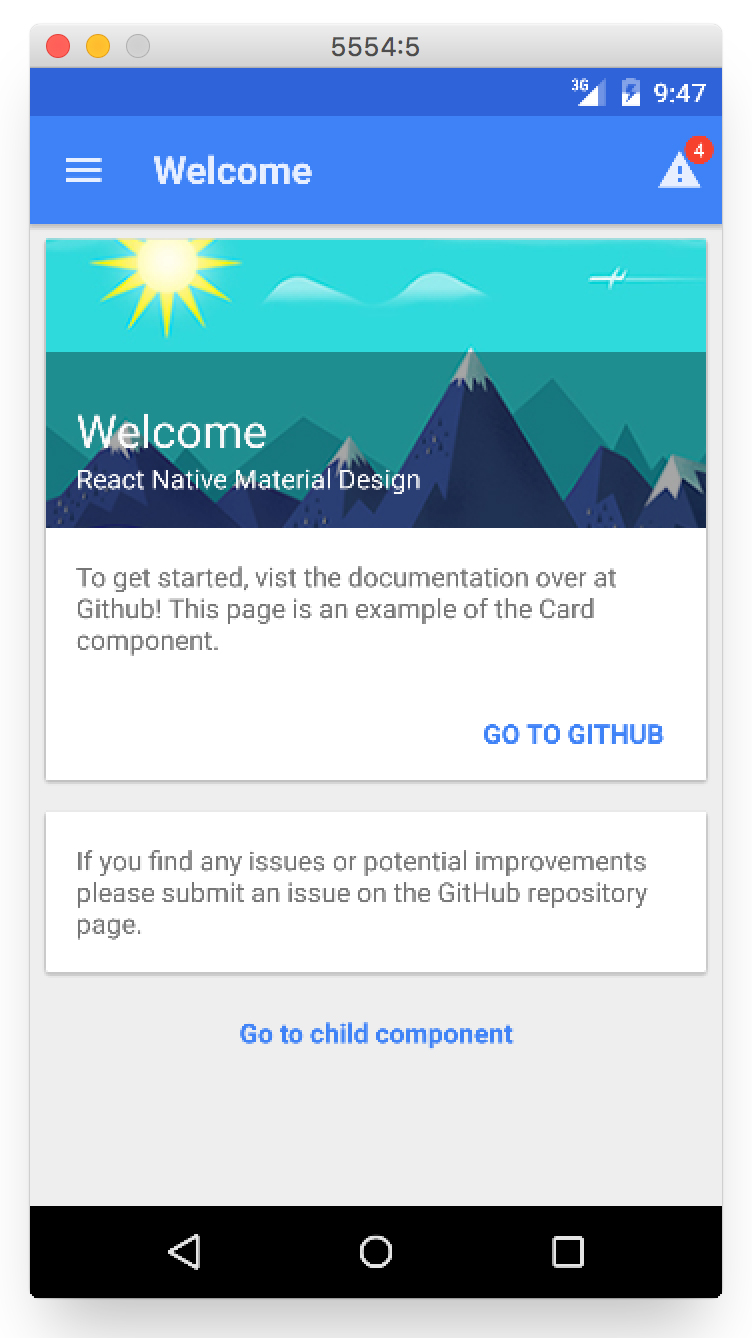 5554:5
3G 9:47
Welcome
4
Welcome
React Native Material Design
To get started, vist the documentation over at
Github! This page is an example of the Card
component.
GO TO GITHUB
If you find any issues or potential improvements
please submit an issue on the GitHub repository
page.
Go to child component